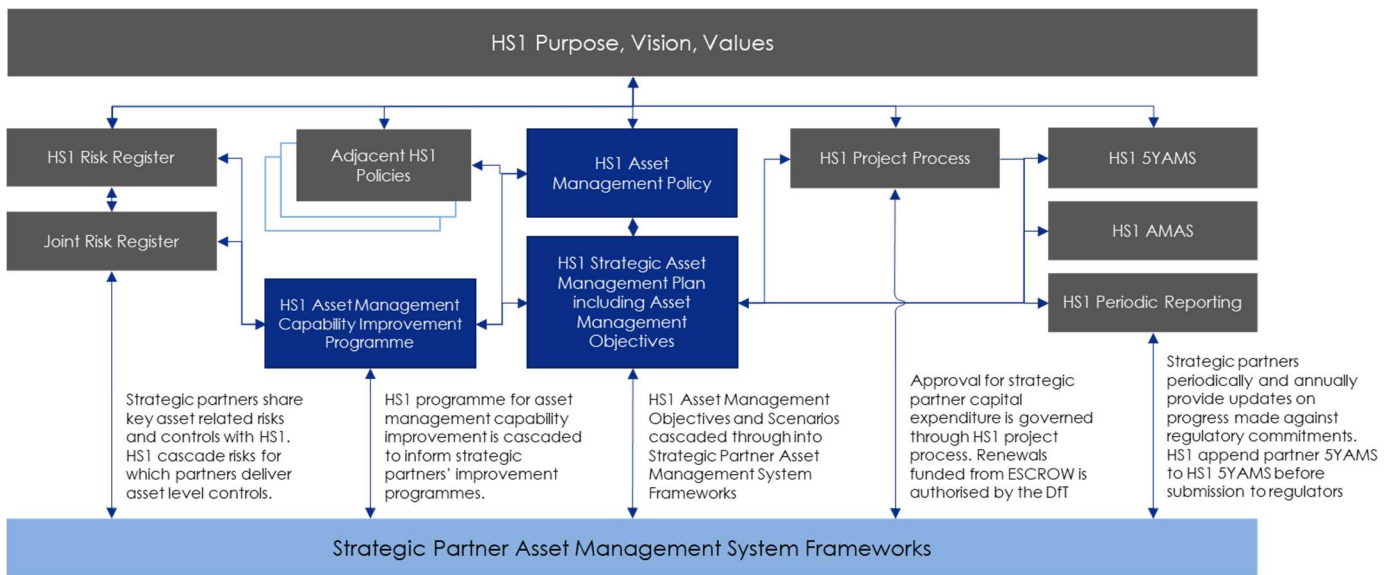 HS1 Purpose, Vision, Values
HS1 Risk Register
Adjacent HS1
Policies
HS1 Asset
Management Policy
HS1 Project Process
HS1 5YAMS
Joint Risk Register
HS1 AMAS
HS1 Asset Management
Capability Improvement
Programme
HS1 Strategic Asset
Management Plan
including Asset
Management
Objectives
HS1 Periodic Reporting
Strategic partners share
key asset related risks
and controls with HS1.
HS1 cascade risks for
which partners deliver
asset level controls.
HS1 programme for asset
management capability
improvement is cascaded
to inform strategic
partners’ improvement
programmes.
HS1 Asset Management
Objectives and Scenarios
cascaded through into
Strategic Partner Asset
Management System
Frameworks
Approval for strategic
partner capital
expenditure is governed
through HS1 project
process. Renewals
funded from ESCROW is
authorised by the DfT
Strategic partners
periodically and annually
provide updates on
progress made against
regulatory commitments.
HS1 append partner 5YAMS
to HS1 5YAMS before
submission to regulators
Strategic Partner Asset Management System Frameworks